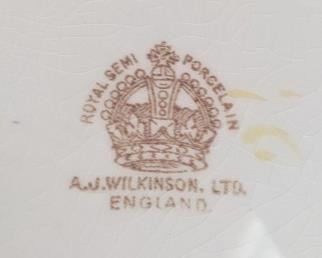 ROYAL SEMI PORCELAIN
A.J. WILKINSON, LTD.
ENGLAND.